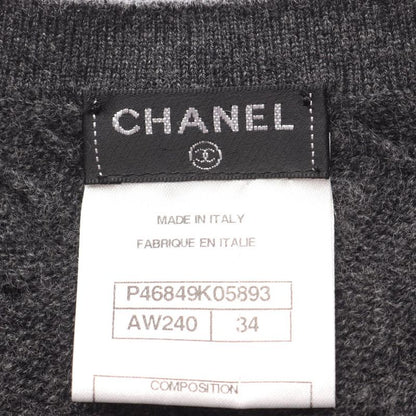 CHANEL
MADE IN ITALY
FABRIQUE EN ITALIE
P46849K05893
AW240 34
COMPOSITION